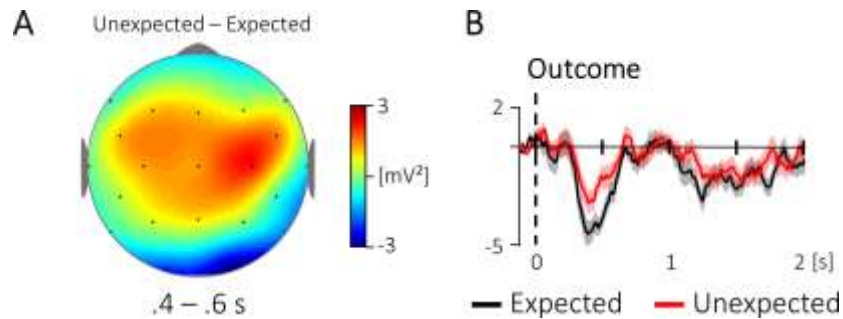 A
Unexpected – Expected
3
[mV²]
-3
.4 – .6 s
B
Outcome
2
-5
0
1
2 [s]
Expected
Unexpected